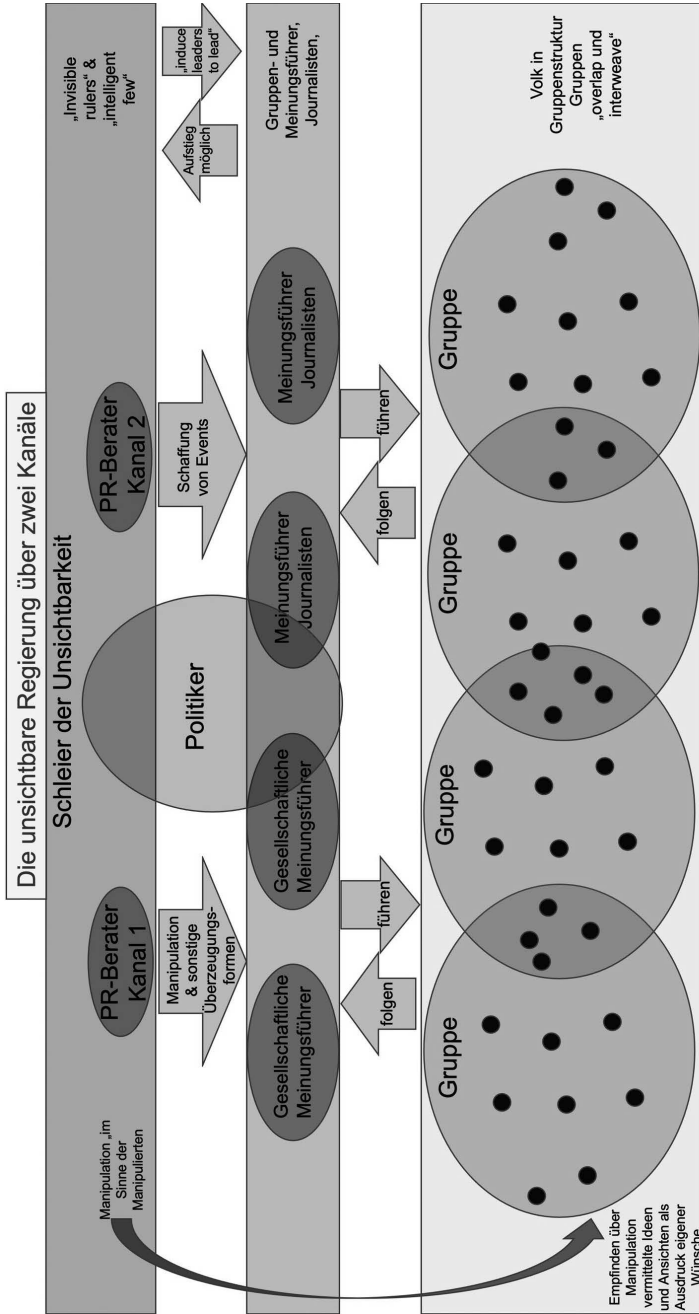 Die unsichtbare Regierung über zwei Kanäle
Schleier der Unsichtbarkeit
Manipulation „im
Sinne der
Manipulierten
PR-Berater
Kanal 1
PR-Berater
Kanal 2
„Invisible
rulers“ &
„intelligent
few“
Manipulation
& sonstige
Überzeugungs-
formen
Politiker
Schaffung
von Events
Aufstieg
möglich
„induce
leaders
to lead“
Gesellschaftliche
Meinungsführer
Gesellschaftliche
Meinungsführer
Meinungsführer
Journalisten
Meinungsführer
Journalisten
Gruppen- und
Meinungsführer,
Journalisten,
folgen
führen
folgen
führen
Gruppe
Gruppe
Gruppe
Gruppe
Volk in
Gruppenstruktur
Gruppen
„overlap und
interweave“
Empfinden über
Manipulation
vermittelte Ideen
und Ansichten als
Ausdruck eigener
Wünsche